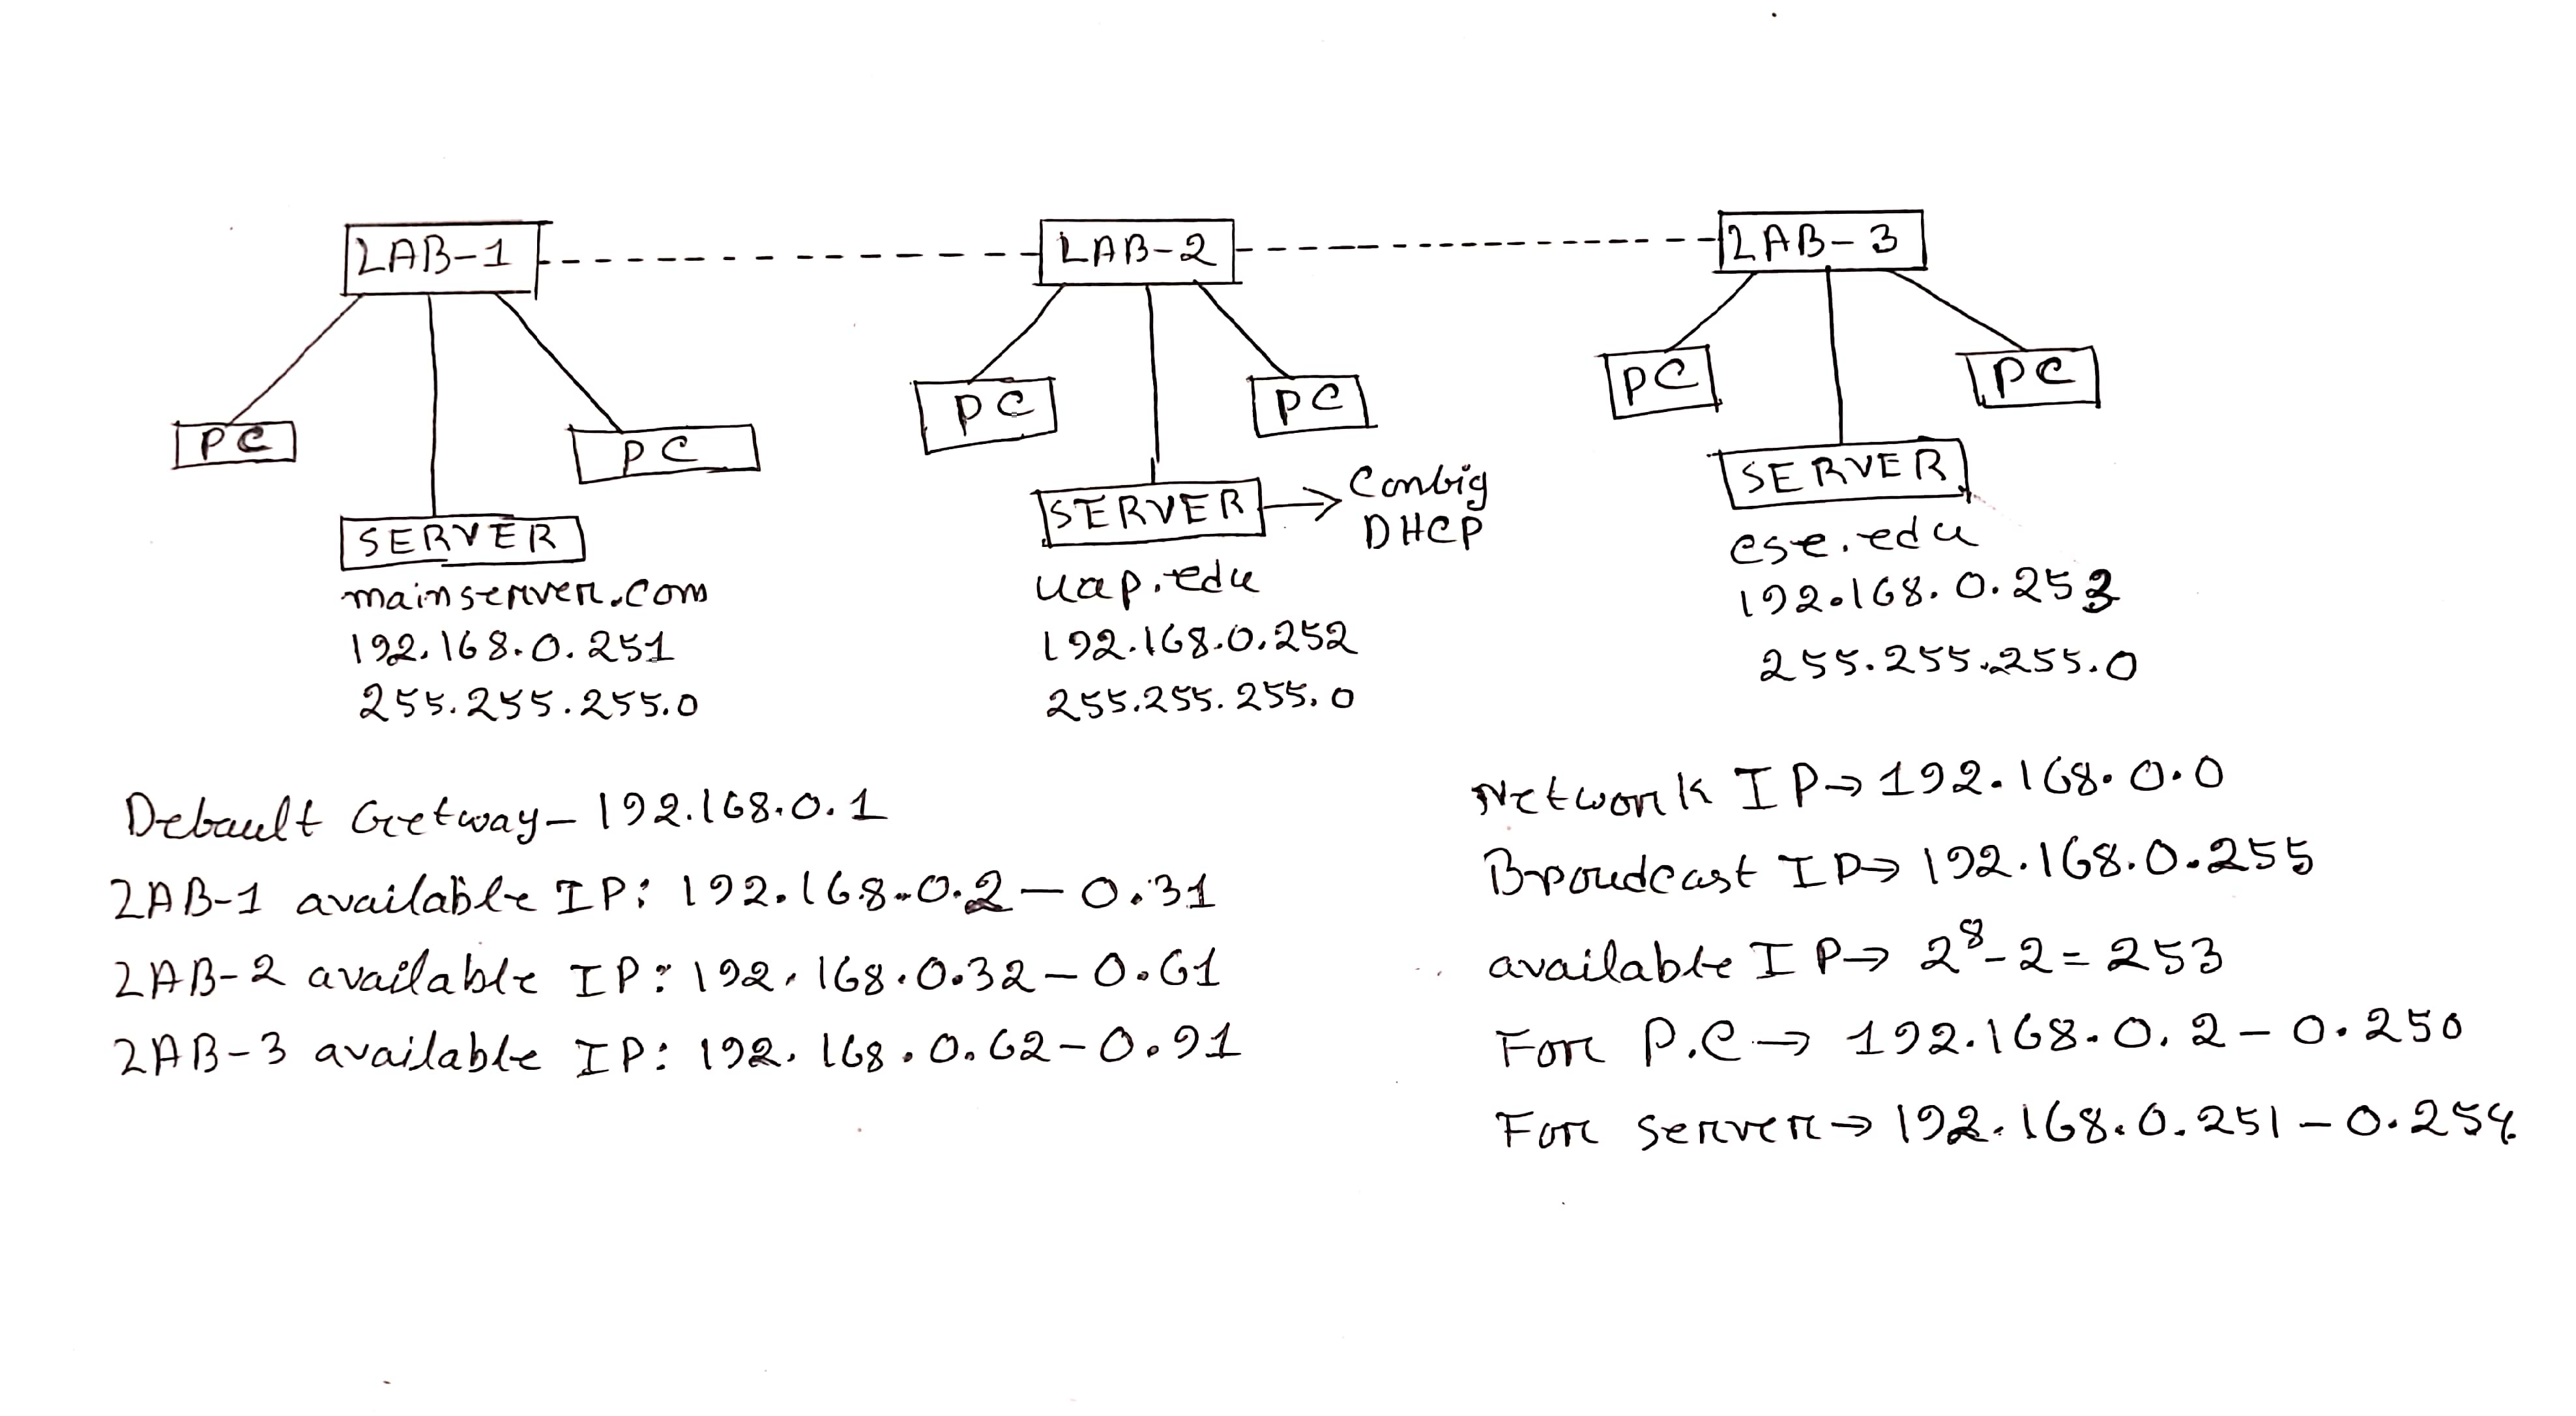 LAB-1
LAB-2
LAB-3
PC
PC
SERVER
mainserver.com
192.168.0.251
255.255.255.0
PC
PC
SERVER
Config
DHCP
uap.edu
192.168.0.252
255.255.255.0
PC
PC
SERVER
cse.edu
192.168.0.253
255.255.255.0
Default Getway - 192.168.0.1
LAB-1 available IP: 192.168.0.2 - 0.31
LAB-2 available IP: 192.168.0.32 - 0.61
LAB-3 available IP: 192.168.0.62 - 0.91
Network IP → 192.168.0.0
Broudcast IP → 192.168.0.255
available IP → 2⁸-2 = 253
For P.C → 192.168.0.2 - 0.250
For server → 192.168.0.251 - 0.254